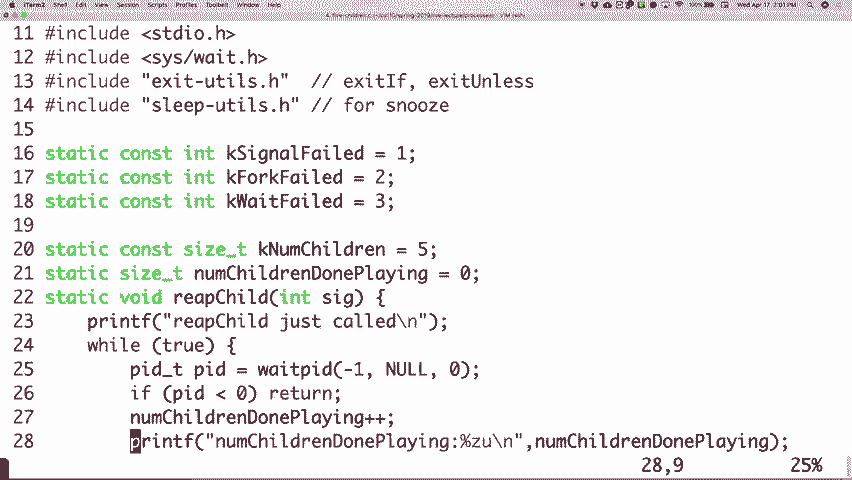 iTerm2 Shell Edit View Session Scripts Profiles Toolbelt Window Help Wed Apr 17 2:01 PM
11 #include <stdio.h>
12 #include <sys/wait.h>
13 #include "exit-utils.h"  // exitIf, exitUnless
14 #include "sleep-utils.h" // for snooze
15
16 static const int kSignalFailed = 1;
17 static const int kForkFailed = 2;
18 static const int kWaitFailed = 3;
19
20 static const size_t kNumChildren = 5;
21 static size_t numChildrenDonePlaying = 0;
22 static void reapChild(int sig) {
23     printf("reapChild just called\n");
24     while (true) {
25         pid_t pid = waitpid(-1, NULL, 0);
26         if (pid < 0) return;
27         numChildrenDonePlaying++;
28         printf("numChildrenDonePlaying:%zu\n",numChildrenDonePlaying);
28,9 25%